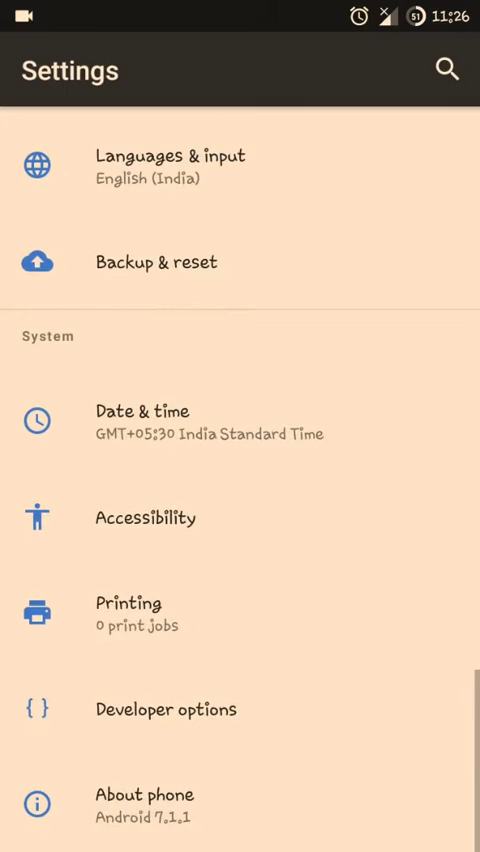 51 11:26
Settings
Languages & input
English (India)
Backup & reset
System
Date & time
GMT+05:30 India Standard Time
Accessibility
Printing
0 print jobs
{ } Developer options
About phone
Android 7.1.1